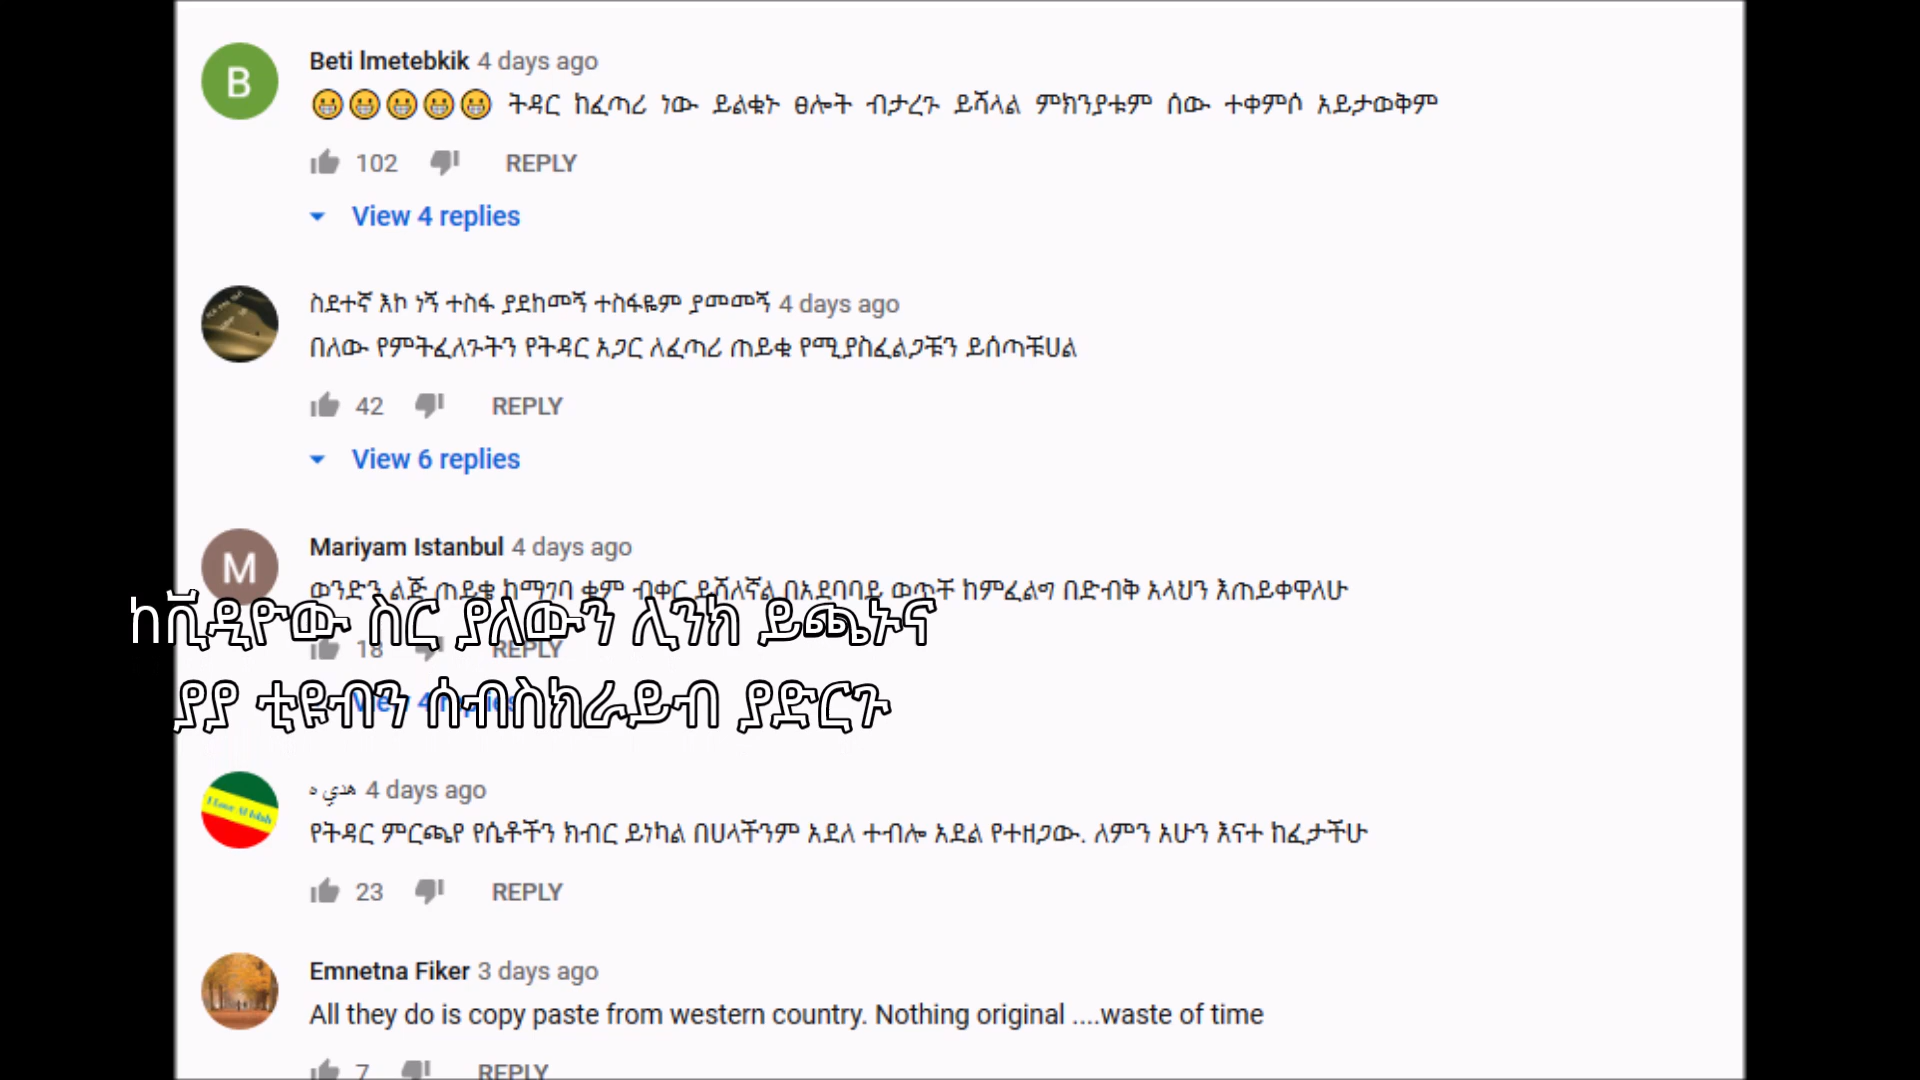 B
Beti lmetebkik 4 days ago
😀😀😀😀😀 ትዳር ከፈጣሪ ነው ይልቁኑ ፀሎት ብታረጉ ይሻላል ምክንያቱም ሰው ተቀምሶ አይታወቅም
102 REPLY
View 4 replies
ስደተኛ እኮ ነኝ ተስፋ ያደከመኝ ተስፋዬም ያመመኝ 4 days ago
በለው የምትፈለጉትን የትዳር አጋር ለፈጣሪ ጠይቁ የሚያስፈልጋቹን ይሰጣቹሀል
42 REPLY
View 6 replies
M
Mariyam Istanbul 4 days ago
ወንድን ልጅ ጠይቄ ከማገባ ቁም ብቀር ይሻለኛል በአደባባይ ወጥቸ ከምፈልግ በድብቅ አላህን እጠይቀዋለሁ
18 REPLY
ከቪዲዮው ስር ያለውን ሊንክ ይጫኑና
ያያ ቲዩብን ሰብስክራይብ ያድርጉ
هدي ه 4 days ago
የትዳር ምርጫየ የሴቶችን ክብር ይነካል በሀላችንም አደለ ተብሎ አደል የተዘጋው. ለምን አሁን እናተ ከፈታችሁ
23 REPLY
Emnetna Fiker 3 days ago
All they do is copy paste from western country. Nothing original ....waste of time
7 REPLY